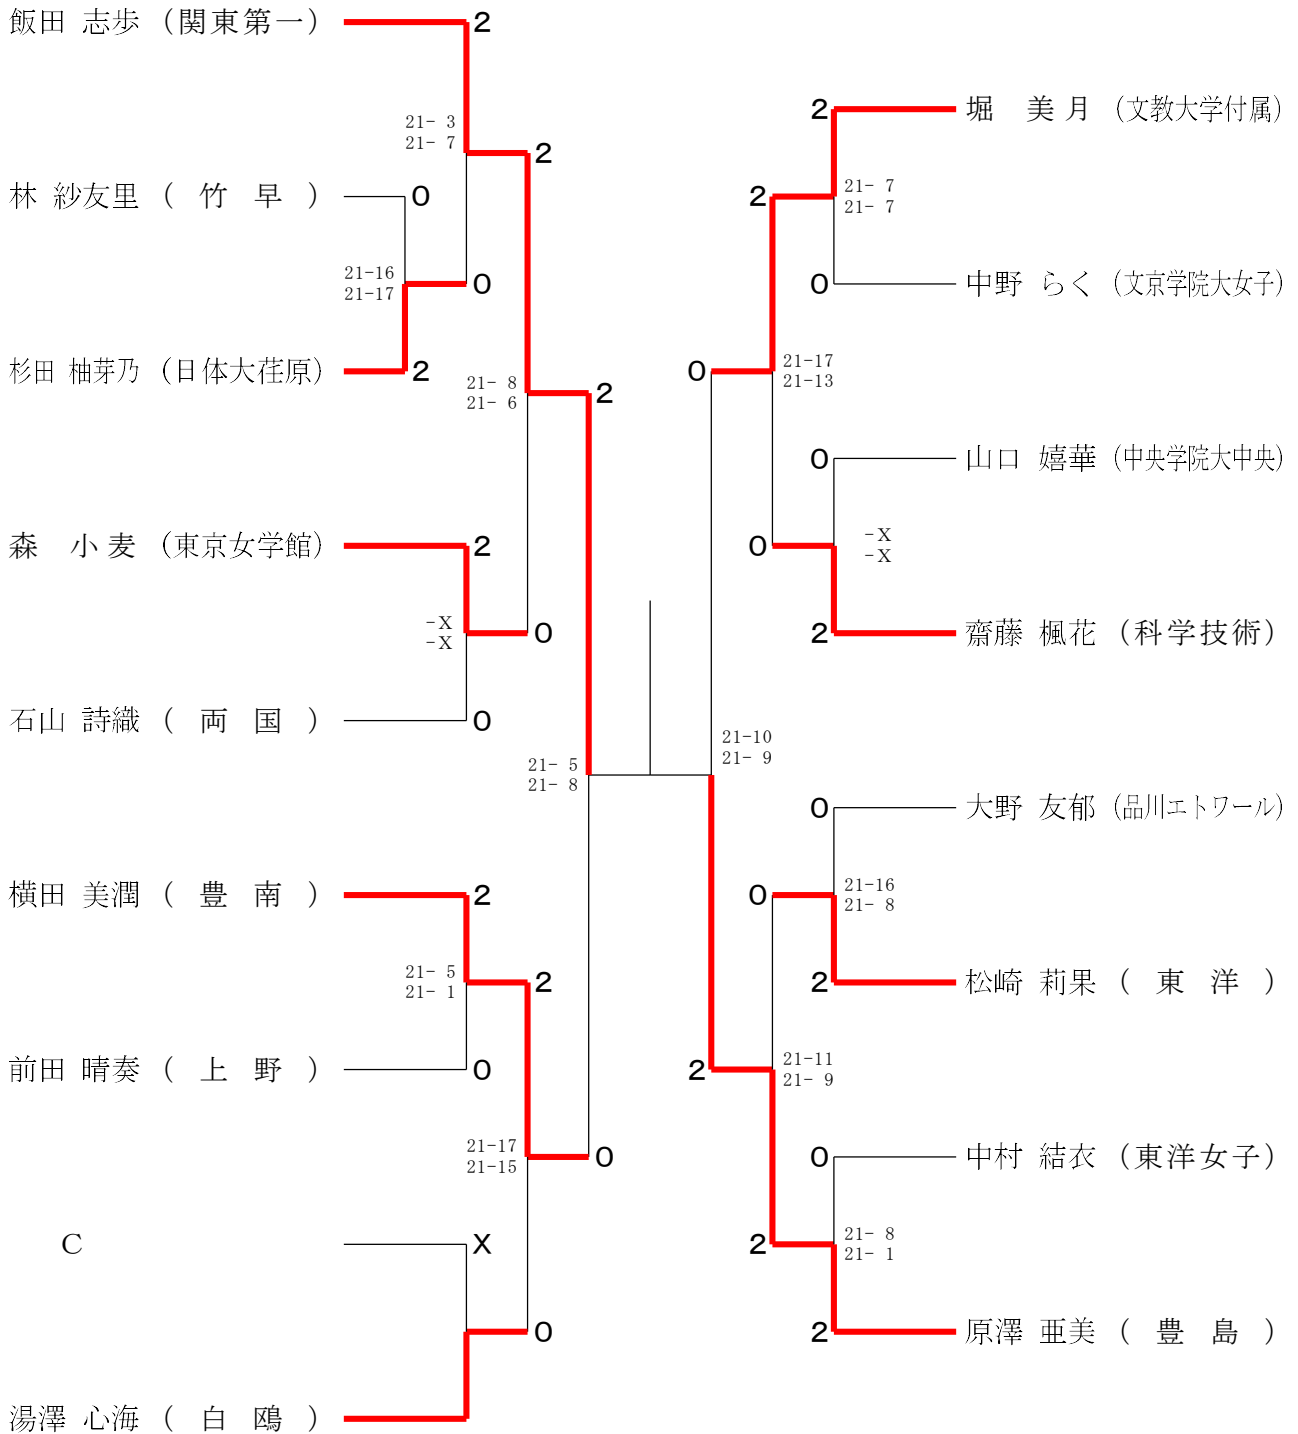 飯田 志歩 (関東第一)
2
21- 3
21- 7
2
林 紗友里 ( 竹 早 )
0
21-16
21-17
0
杉田 柚芽乃 (日体大荏原)
2
21- 8
21- 6
2
森 小麦 (東京女学館)
2
-X
-X
0
石山 詩織 ( 両 国 )
0
21- 5
21- 8
横田 美潤 ( 豊 南 )
2
21- 5
21- 1
2
前田 晴奏 ( 上 野 )
0
21-17
21-15
0
C
X
0
湯澤 心海 ( 白 鴎 )
2
堀 美月 (文教大学付属)
2
21- 7
21- 7
0
中野 らく (文京学院大女子)
0
21-17
21-13
0
山口 嬉華 (中央学院大中央)
0
-X
-X
2
齋藤 楓花 (科学技術)
21-10
21- 9
0
大野 友郁 (品川エトワール)
0
21-16
21- 8
2
松崎 莉果 ( 東 洋 )
2
21-11
21- 9
0
中村 結衣 (東洋女子)
2
21- 8
21- 1
2
原澤 亜美 ( 豊 島 )